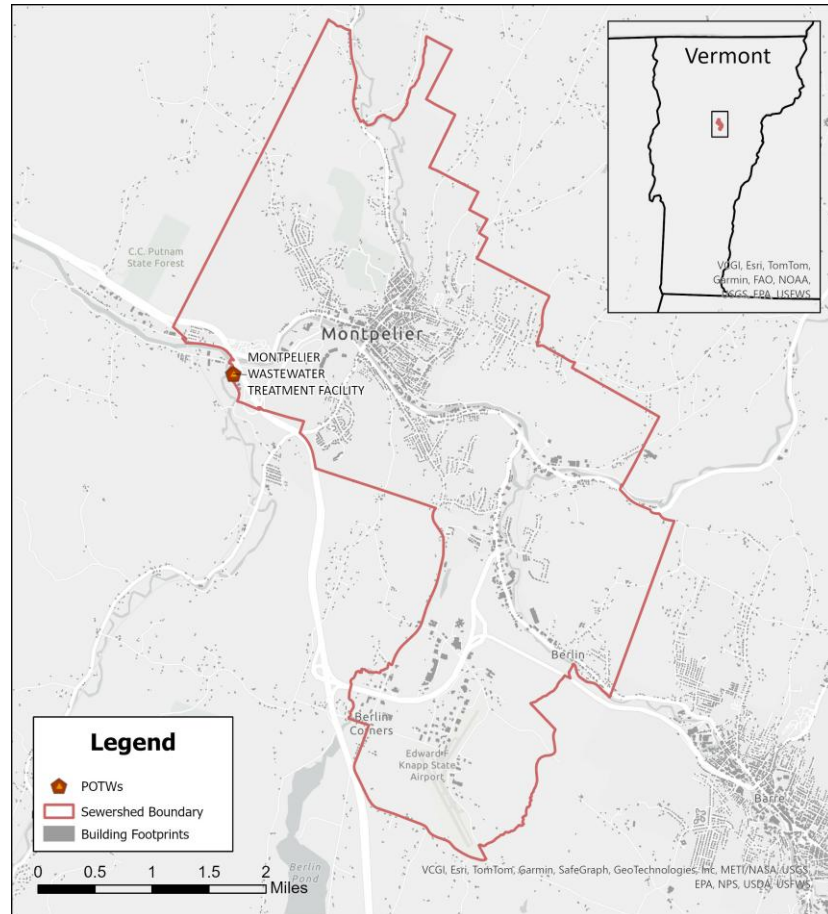 Vermont
VCGI, Esri, TomTom,
Garmin, FAO, NOAA,
USGS, EPA, USFWS
C.C. Putnam
State Forest
Montpelier
MONTPELIER
WASTEWATER
TREATMENT FACILITY
Berlin
Berlin
Corners
Edward F
Knapp State
Airport
Barre
Berlin
Pond
Legend
POTWs
Sewershed Boundary
Building Footprints
0 0.5 1 1.5 2
Miles
VCGI, Esri, TomTom, Garmin, SafeGraph, GeoTechnologies, Inc, METI/NASA, USGS,
EPA, NPS, USDA, USFWS